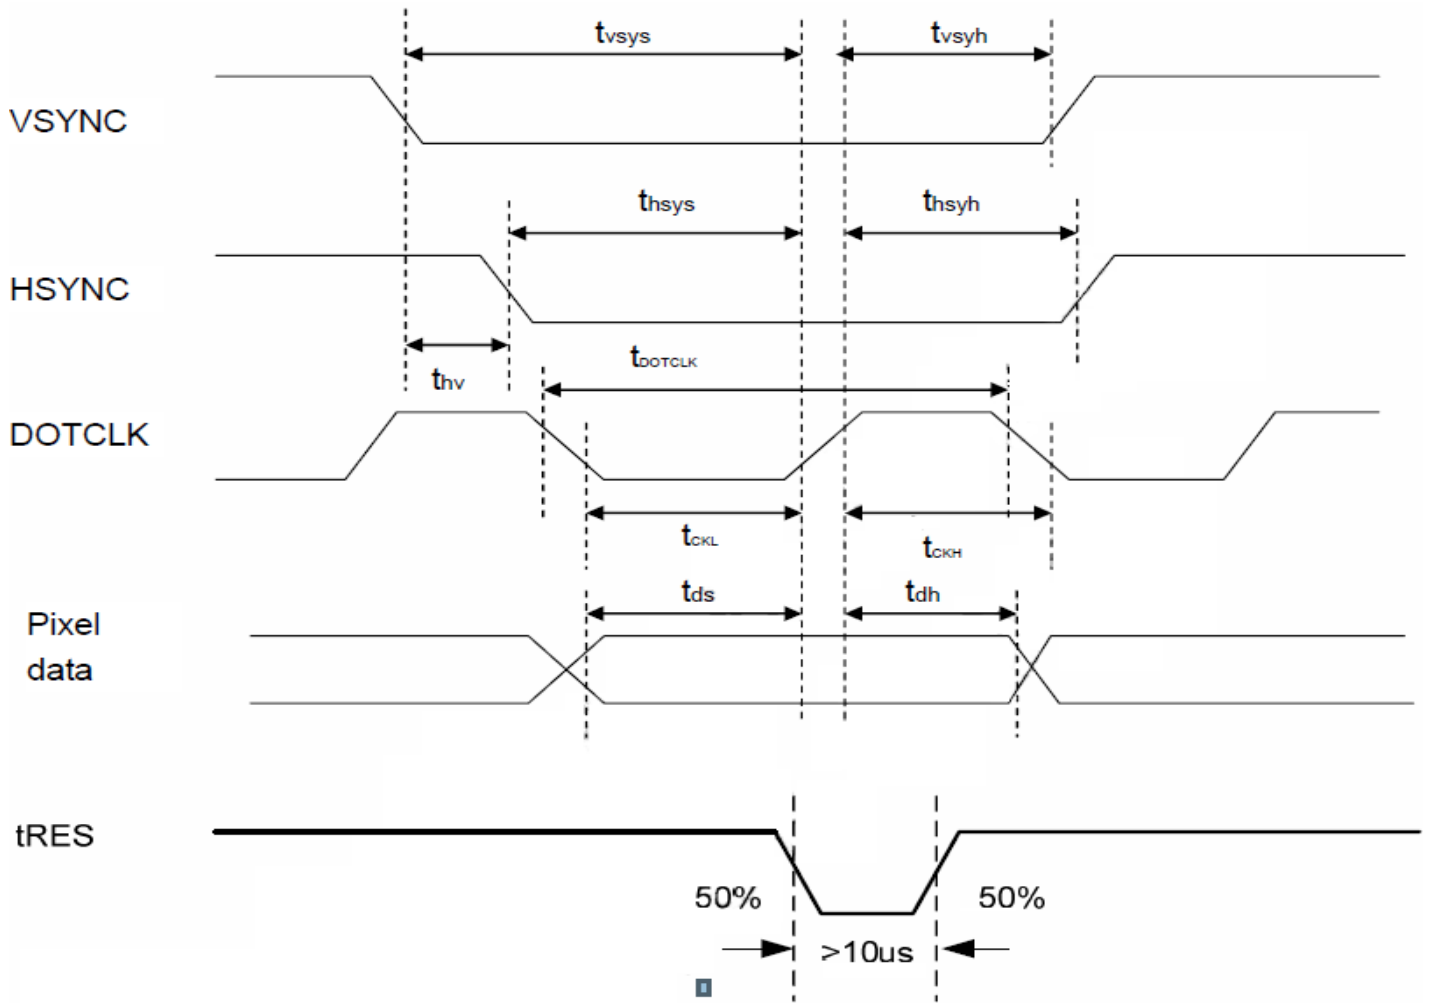 tvsys
tvsyh
VSYNC
thsys
thsyh
HSYNC
tDOTCLK
thv
DOTCLK
tCKL
tCKH
tds
tdh
Pixel
data
tRES
50%
50%
>10us